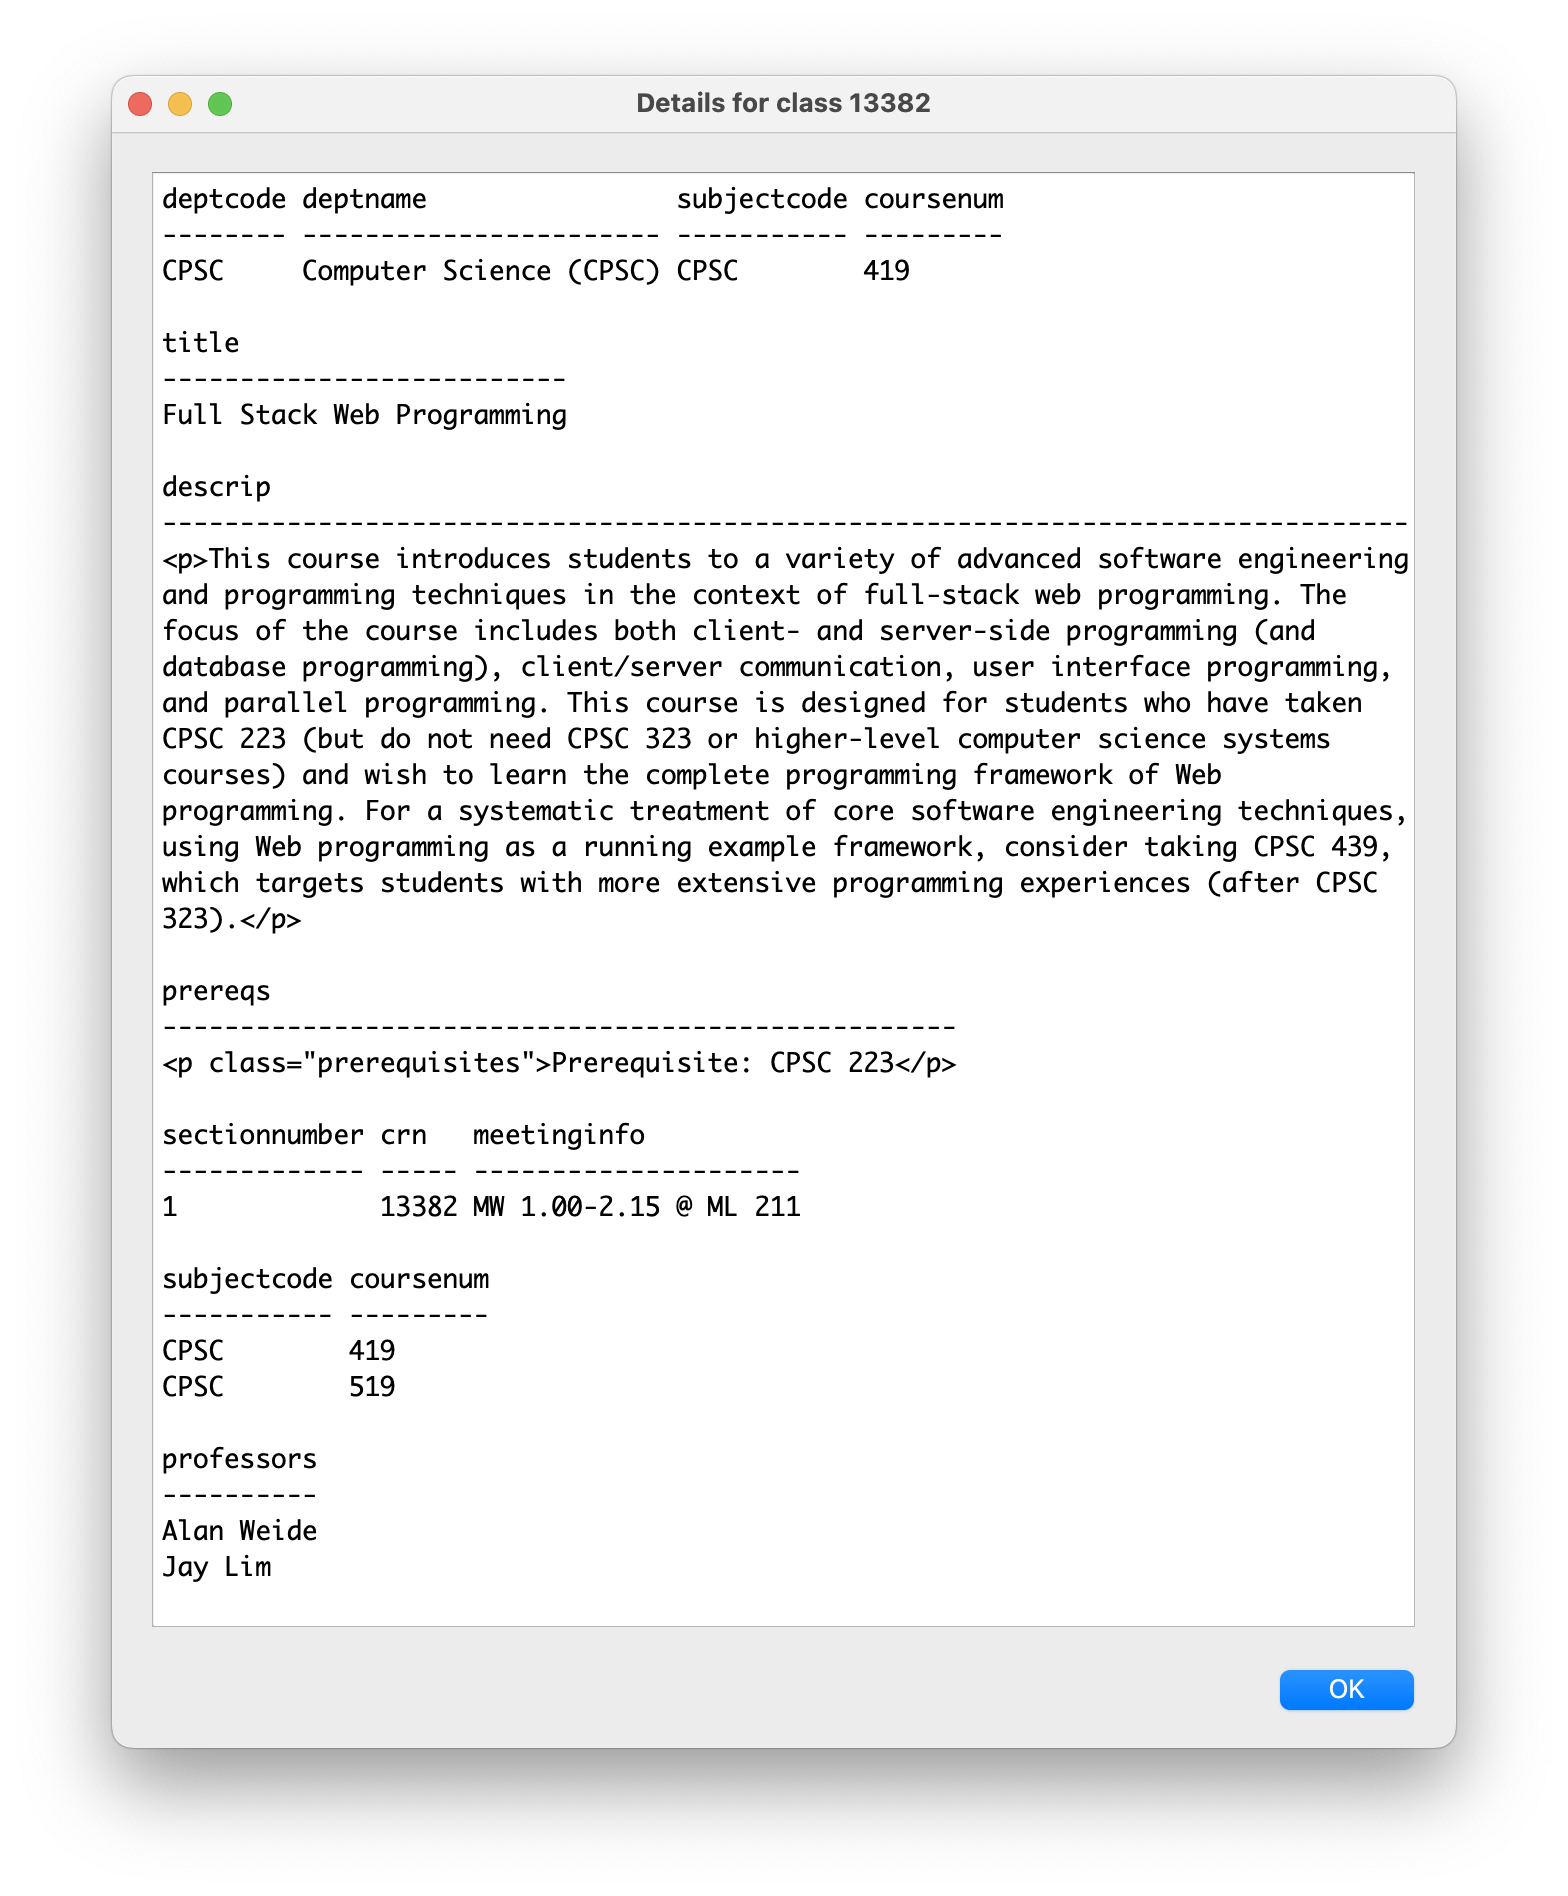 Details for class 13382
deptcode deptname                subjectcode coursenum
-------- ----------------------- ----------- ---------
CPSC     Computer Science (CPSC) CPSC        419
title
--------------------------
Full Stack Web Programming
descrip
--------------------------------------------------------------------------------
<p>This course introduces students to a variety of advanced software engineering
and programming techniques in the context of full-stack web programming. The
focus of the course includes both client- and server-side programming (and
database programming), client/server communication, user interface programming,
and parallel programming. This course is designed for students who have taken
CPSC 223 (but do not need CPSC 323 or higher-level computer science systems
courses) and wish to learn the complete programming framework of Web
programming. For a systematic treatment of core software engineering techniques,
using Web programming as a running example framework, consider taking CPSC 439,
which targets students with more extensive programming experiences (after CPSC
323).</p>
prereqs
---------------------------------------------------
<p class="prerequisites">Prerequisite: CPSC 223</p>
sectionnumber crn   meetinginfo
------------- ----- ---------------------
1             13382 MW 1.00-2.15 @ ML 211
subjectcode coursenum
----------- ---------
CPSC        419
CPSC        519
professors
----------
Alan Weide
Jay Lim
OK